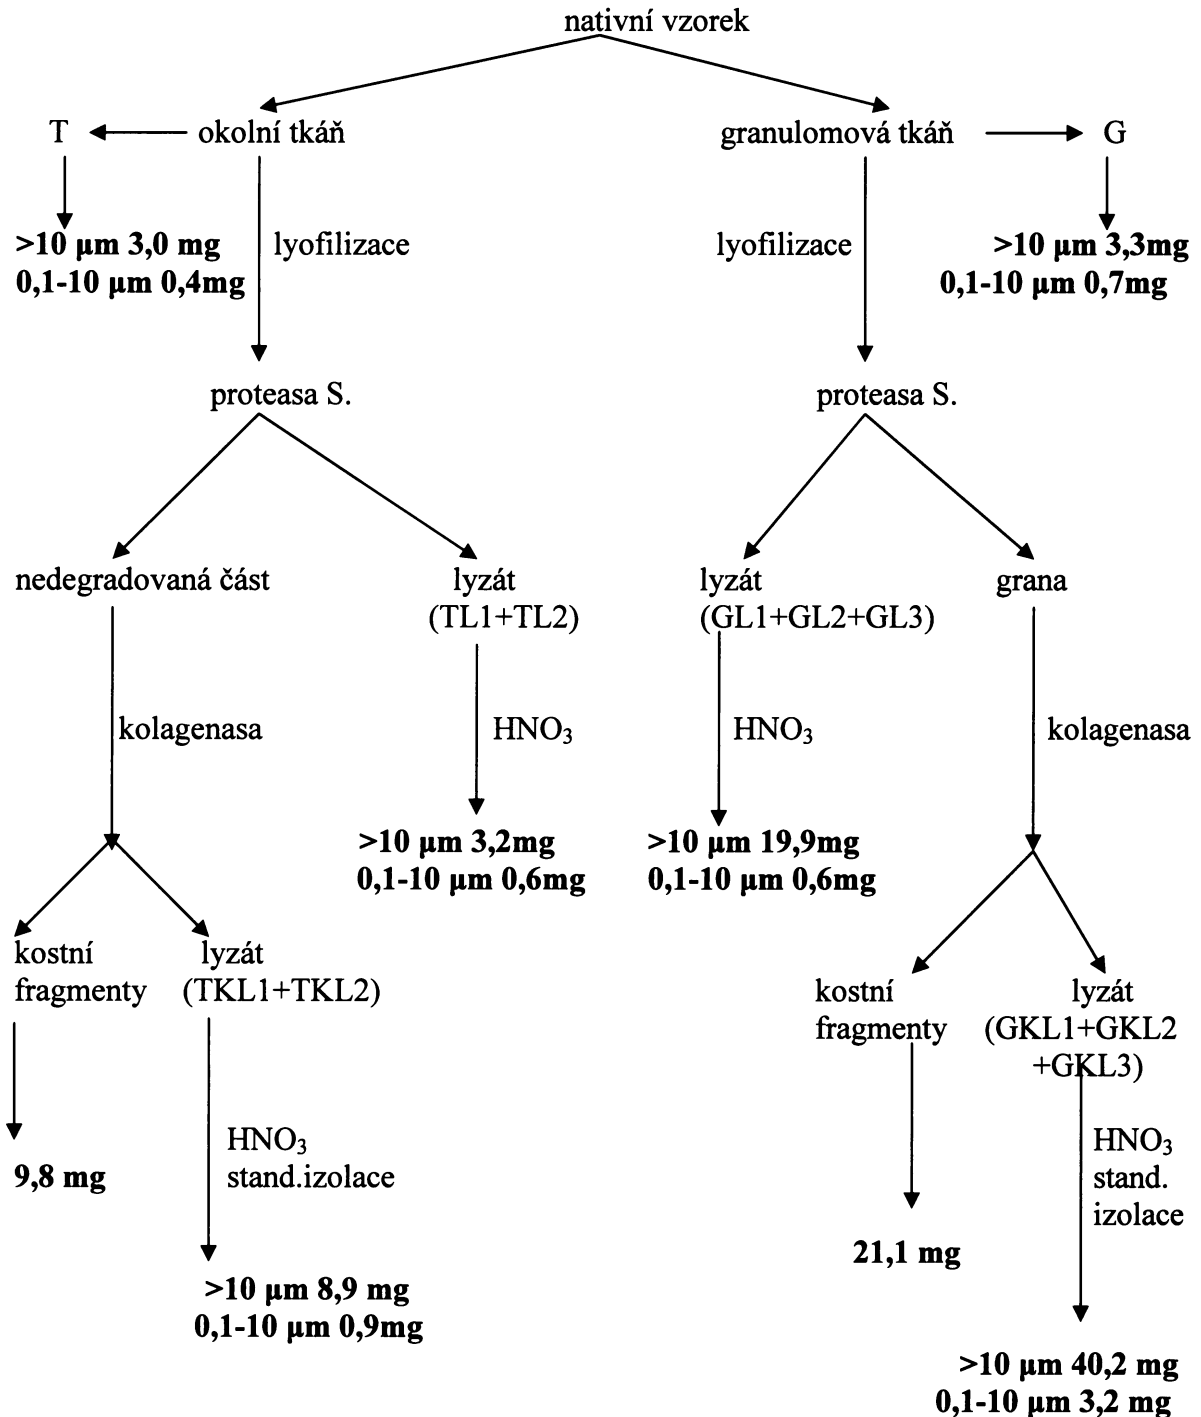 nativní vzorek
T
okolní tkáň
granulomová tkáň
G
>10 µm 3,0 mg
0,1-10 µm 0,4mg
lyofilizace
lyofilizace
>10 µm 3,3mg
0,1-10 µm 0,7mg
proteasa S.
proteasa S.
nedegradovaná část
lyzát
(TL1+TL2)
lyzát
(GL1+GL2+GL3)
grana
kolagenasa
HNO₃
HNO₃
kolagenasa
>10 µm 3,2mg
0,1-10 µm 0,6mg
>10 µm 19,9mg
0,1-10 µm 0,6mg
kostní
fragmenty
lyzát
(TKL1+TKL2)
kostní
fragmenty
lyzát
(GKL1+GKL2
+GKL3)
9,8 mg
HNO₃
stand.izolace
21,1 mg
HNO₃
stand.
izolace
>10 µm 8,9 mg
0,1-10 µm 0,9mg
>10 µm 40,2 mg
0,1-10 µm 3,2 mg